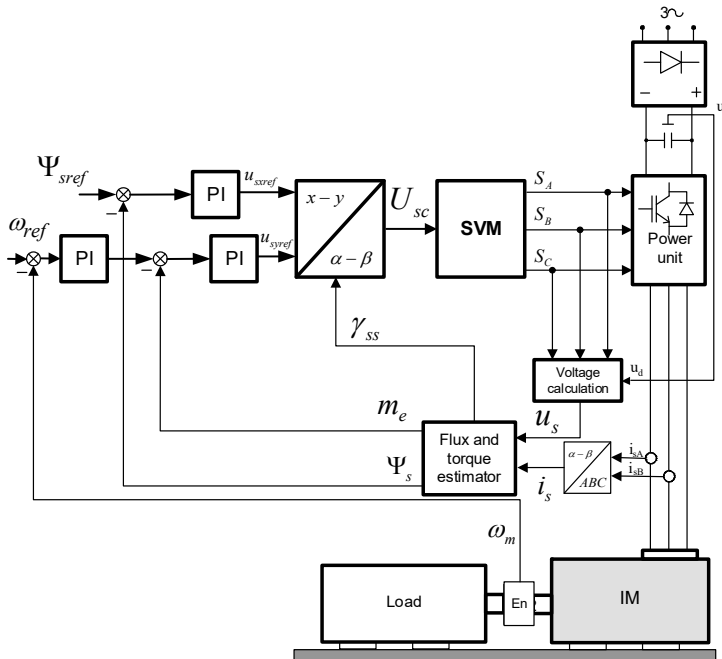 3~
− +
u
Ψsref
PI
usxref
x − y
α − β
Usc
SVM
SA
SB
SC
Power
unit
ωref
PI
PI
usyref
−
−
−
γss
Voltage
calculation
ud
me
us
Flux and
torque
estimator
Ψs
is
α − β
ABC
isA
isB
ωm
Load
En
IM